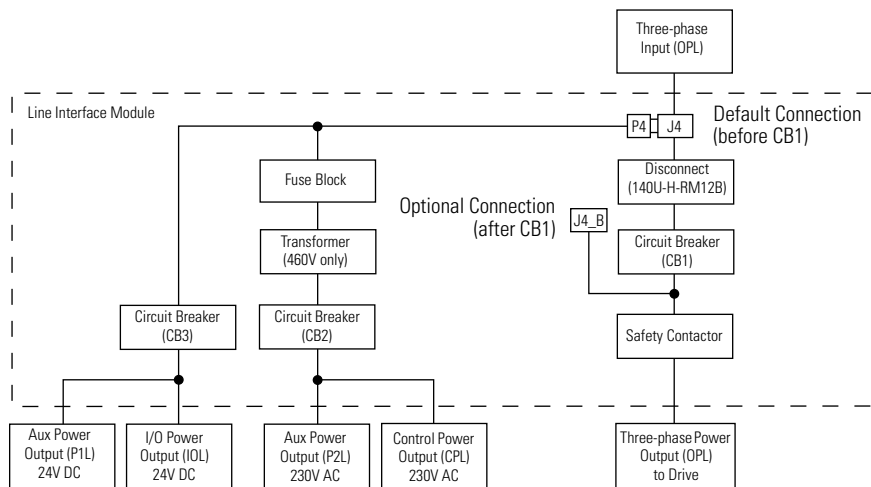 Three-phase
Input (OPL)
Line Interface Module
P4
J4
Default Connection
(before CB1)
Fuse Block
Disconnect
(140U-H-RM12B)
Optional Connection
(after CB1)
J4_B
Transformer
(460V only)
Circuit Breaker
(CB1)
Circuit Breaker
(CB3)
Circuit Breaker
(CB2)
Safety Contactor
Aux Power
Output (P1L)
24V DC
I/O Power
Output (IOL)
24V DC
Aux Power
Output (P2L)
230V AC
Control Power
Output (CPL)
230V AC
Three-phase Power
Output (OPL)
to Drive